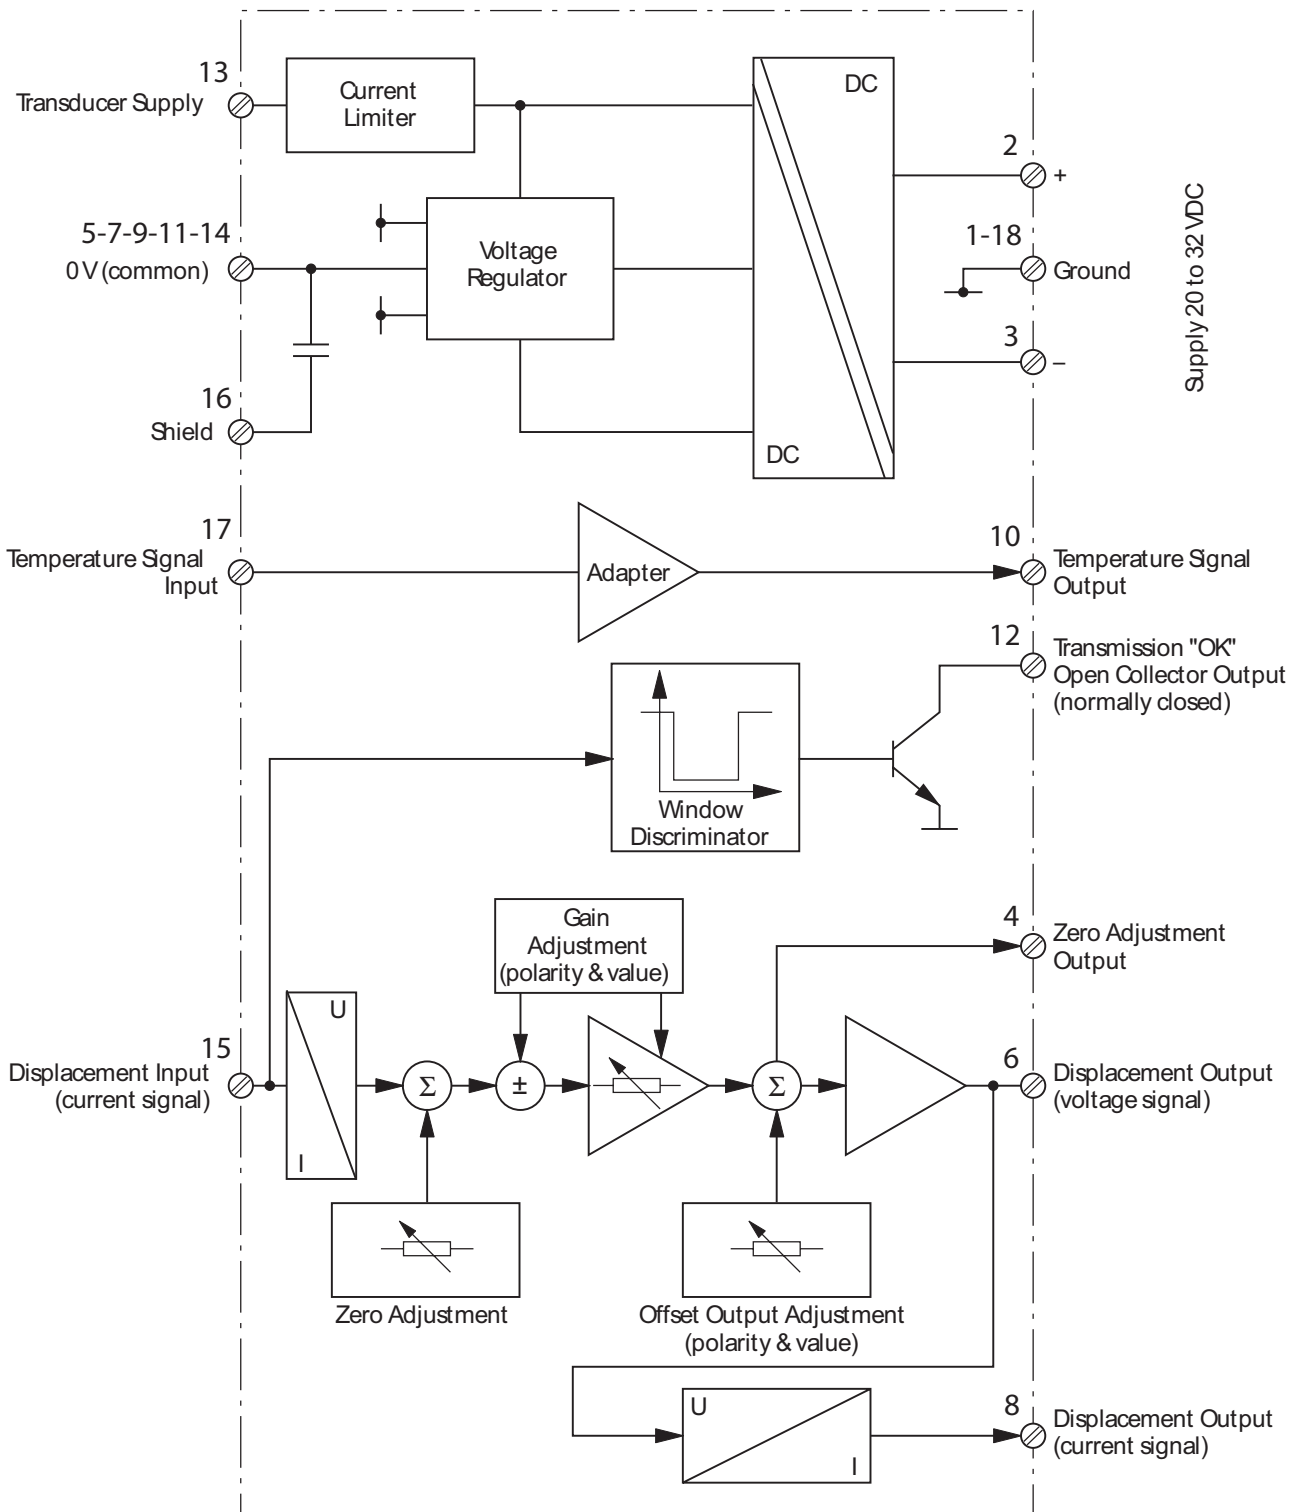 13
Transducer Supply
Current
Limiter
DC
2
+
5-7-9-11-14
0 V (common)
Voltage
Regulator
1-18
Ground
Supply 20 to 32 VDC
3
–
16
Shield
DC
17
Temperature Signal
Input
Adapter
10
Temperature Signal
Output
12
Transmission "OK"
Open Collector Output
(normally closed)
Window
Discriminator
Gain
Adjustment
(polarity & value)
4
Zero Adjustment
Output
15
Displacement Input
(current signal)
U
I
Σ
±
Σ
6
Displacement Output
(voltage signal)
Zero Adjustment
Offset Output Adjustment
(polarity & value)
U
I
8
Displacement Output
(current signal)